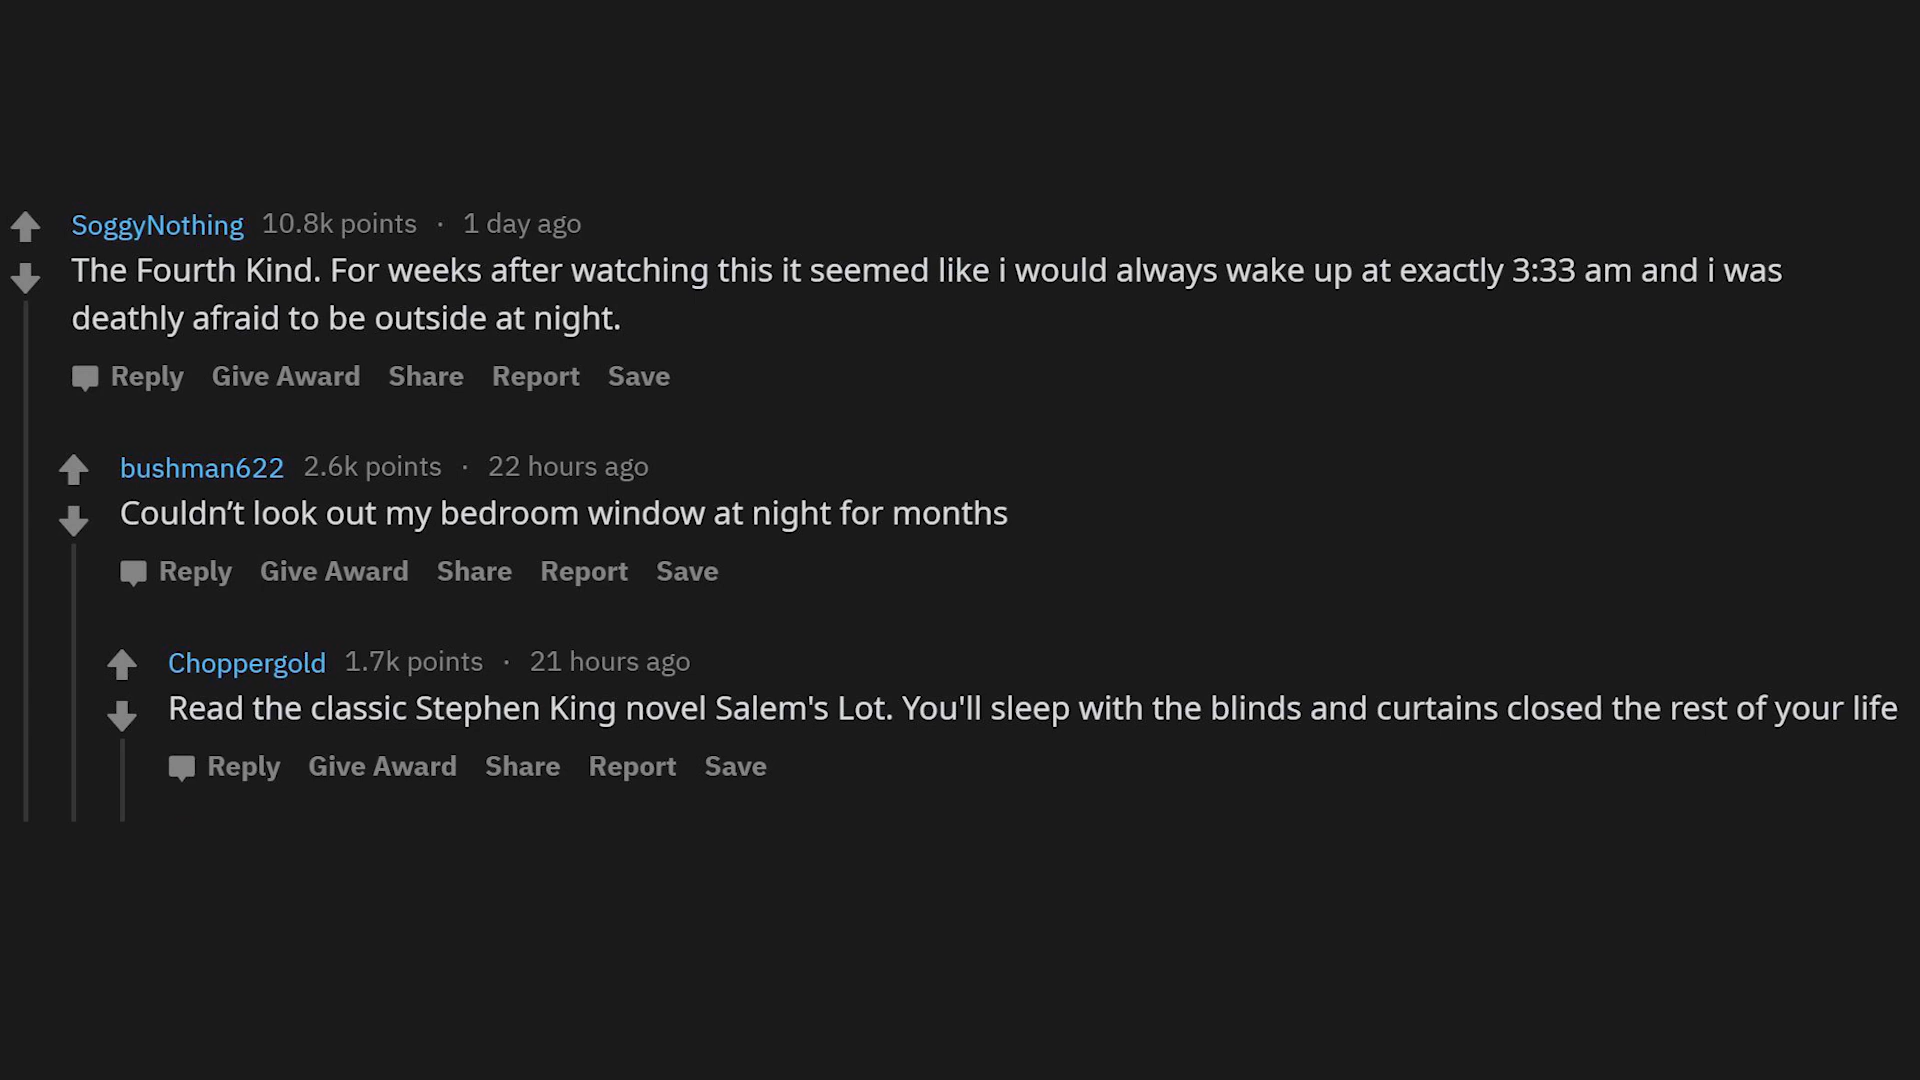 SoggyNothing 10.8k points · 1 day ago
The Fourth Kind. For weeks after watching this it seemed like i would always wake up at exactly 3:33 am and i was
deathly afraid to be outside at night.
Reply Give Award Share Report Save
bushman622 2.6k points · 22 hours ago
Couldn’t look out my bedroom window at night for months
Reply Give Award Share Report Save
Choppergold 1.7k points · 21 hours ago
Read the classic Stephen King novel Salem's Lot. You'll sleep with the blinds and curtains closed the rest of your life
Reply Give Award Share Report Save